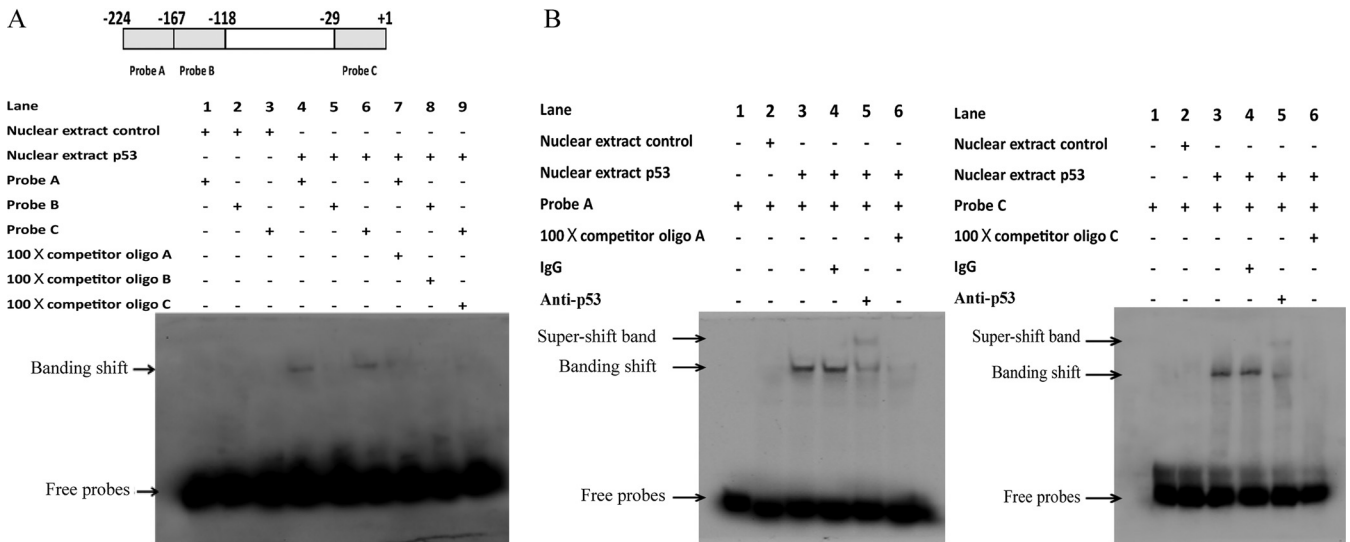 A
-224 -167 -118 -29 +1
Probe A Probe B Probe C
Lane 1 2 3 4 5 6 7 8 9
Nuclear extract control + + + - - - - - -
Nuclear extract p53 - - - + + + + + +
Probe A + - - + - - + - -
Probe B - + - - + - - + -
Probe C - - + - - + - - +
100 X competitor oligo A - - - - - - + - -
100 X competitor oligo B - - - - - - - + -
100 X competitor oligo C - - - - - - - - +
Banding shift
Free probes
B
Lane 1 2 3 4 5 6
Nuclear extract control - + - - - -
Nuclear extract p53 - - + + + +
Probe A + + + + + +
100 X competitor oligo A - - - - - +
IgG - - - + - -
Anti-p53 - - - - + -
Super-shift band
Banding shift
Free probes
Lane 1 2 3 4 5 6
Nuclear extract control - + - - - -
Nuclear extract p53 - - + + + +
Probe C + + + + + +
100 X competitor oligo C - - - - - +
IgG - - - + - -
Anti-p53 - - - - + -
Super-shift band
Banding shift
Free probes